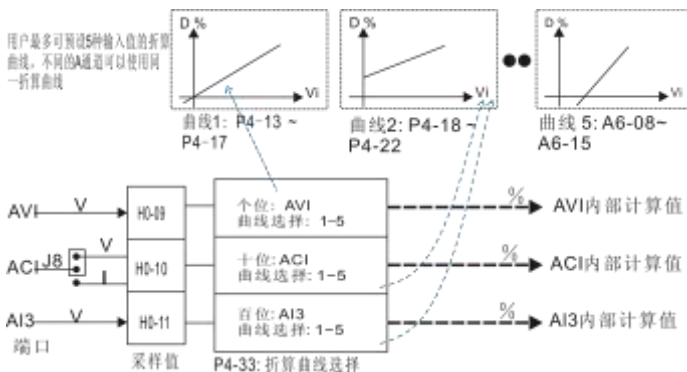 用户最多可预设5种输入值的折算
曲线，不同的A通道可以使用同
一折算曲线
D %
Vi
曲线1: P4-13 ~
P4-17
D %
Vi
曲线2: P4-18 ~
P4-22
D %
Vi
曲线 5: A6-08~
A6-15
AVI
V
H0-09
个位: AVI
曲线选择: 1-5
%
AVI内部计算值
ACI
J8
V
I
H0-10
十位: ACI
曲线选择: 1-5
%
ACI内部计算值
AI3
V
H0-11
百位: AI3
曲线选择: 1-5
%
AI3内部计算值
端口
采样值
P4-33: 折算曲线选择